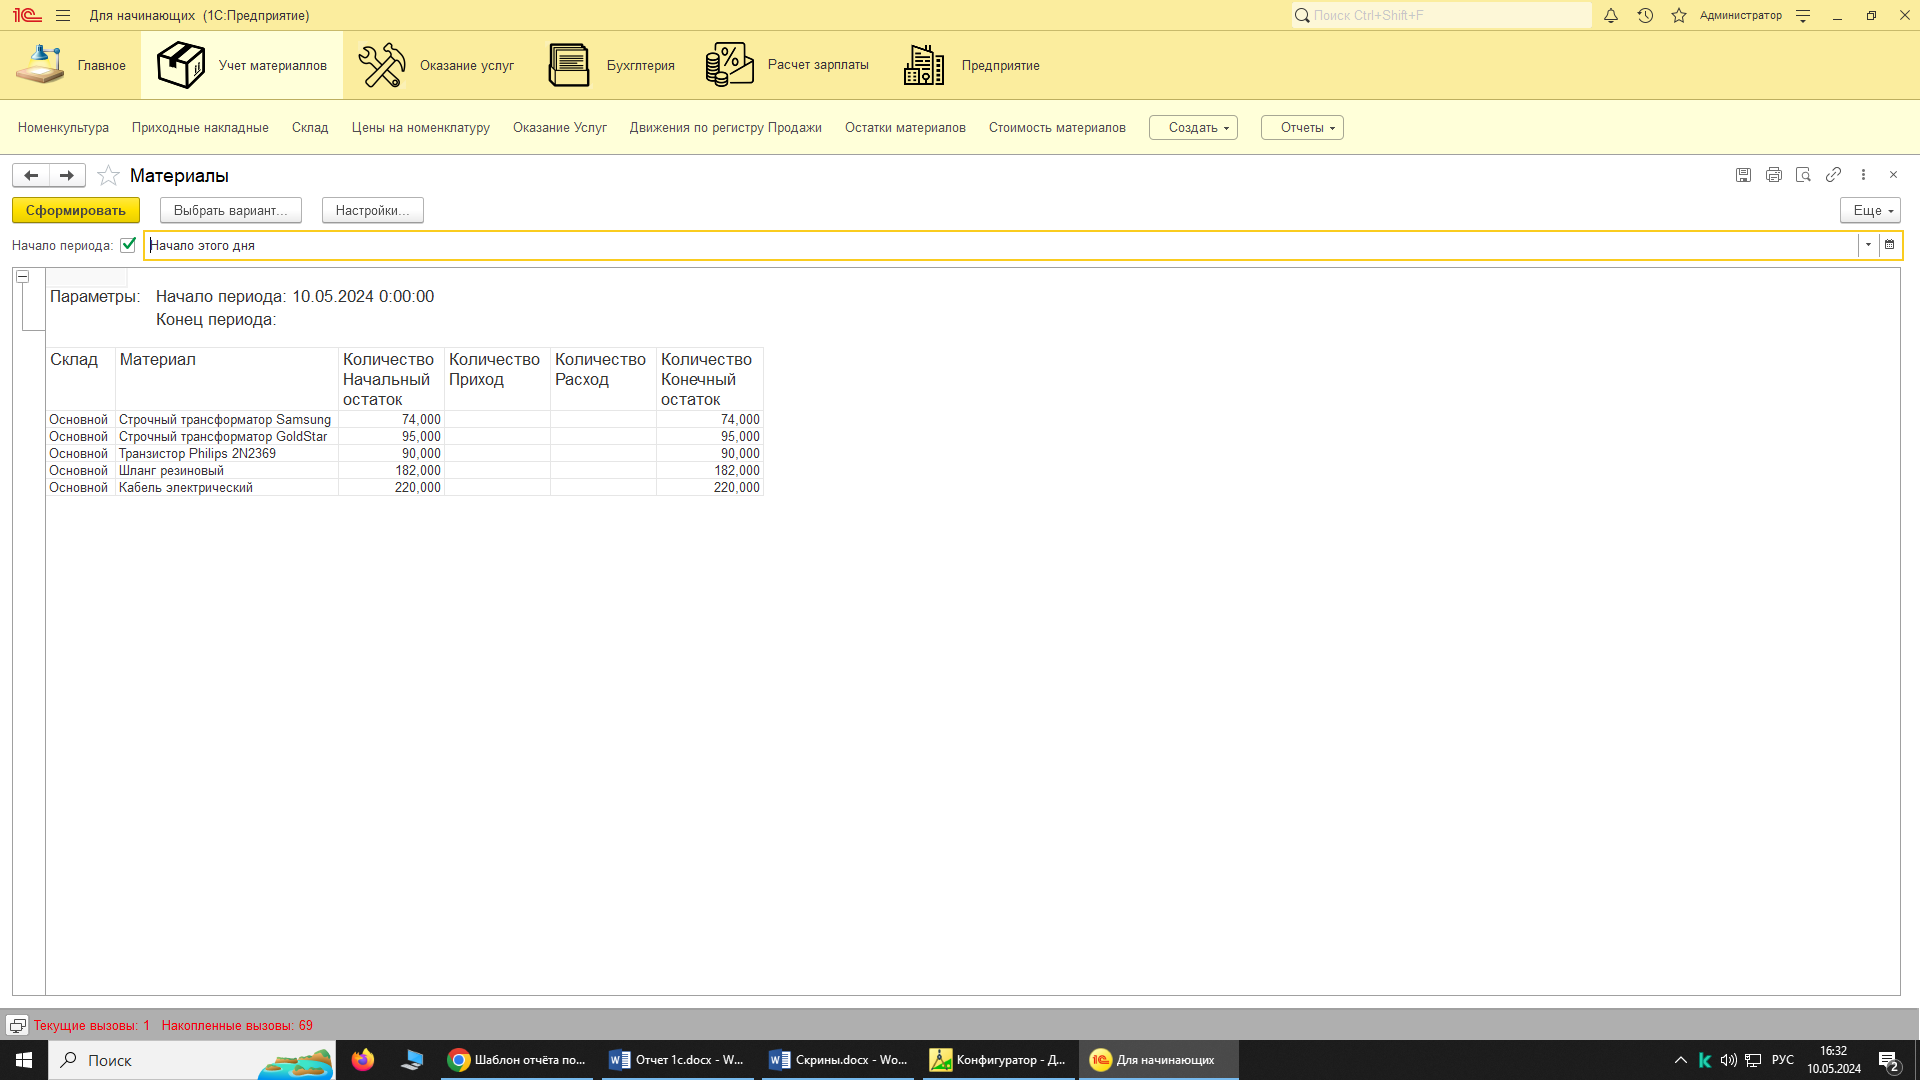 Для начинающих (1С:Предприятие)
Поиск Ctrl+Shift+F
Администратор
Главное
Учет материаллов
Оказание услуг
Бухглтерия
Расчет зарплаты
Предприятие
Номенкультура
Приходные накладные
Склад
Цены на номенклатуру
Оказание Услуг
Движения по регистру Продажи
Остатки материалов
Стоимость материалов
Создать
Отчеты
Материалы
Сформировать
Выбрать вариант...
Настройки...
Еще
Начало периода:
Начало этого дня
Параметры: Начало периода: 10.05.2024 0:00:00
Конец периода:
Склад Материал Количество Начальный остаток Количество Приход Количество Расход Количество Конечный остаток
Основной Строчный трансформатор Samsung 74,000 74,000
Основной Строчный трансформатор GoldStar 95,000 95,000
Основной Транзистор Philips 2N2369 90,000 90,000
Основной Шланг резиновый 182,000 182,000
Основной Кабель электрический 220,000 220,000
Текущие вызовы: 1 Накопленные вызовы: 69
Поиск
Шаблон отчёта по...
Отчет 1с.docx - W...
Скрины.docx - Wo...
Конфигуратор - Д...
Для начинающих
РУС
16:32
10.05.2024
2